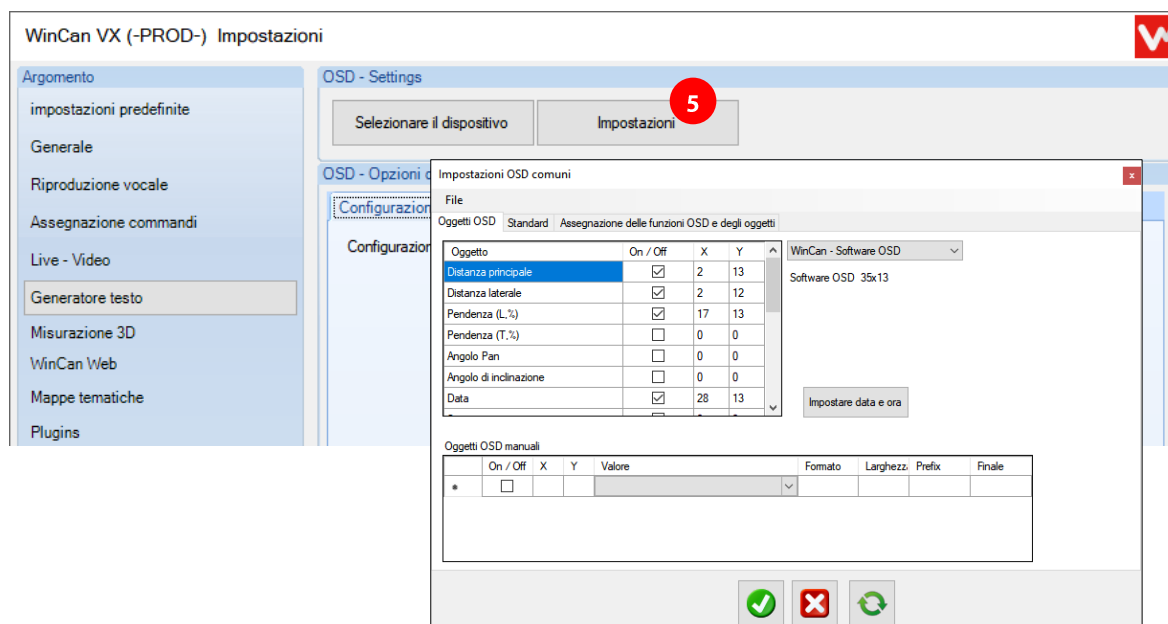 WinCan VX (-PROD-) Impostazioni
Argomento
impostazioni predefinite
Generale
Riproduzione vocale
Assegnazione commandi
Live - Video
Generatore testo
Misurazione 3D
WinCan Web
Mappe tematiche
Plugins
OSD - Settings
Selezionare il dispositivo
Impostazioni
5
OSD - Opzioni
Configurazion
Configurazion
Impostazioni OSD comuni
x
File
Oggetti OSD Standard Assegnazione delle funzioni OSD e degli oggetti
Oggetto On / Off X Y
Distanza principale 2 13
Distanza laterale 2 12
Pendenza (L,%) 17 13
Pendenza (T,%) 0 0
Angolo Pan 0 0
Angolo di inclinazione 0 0
Data 28 13
WinCan - Software OSD
Software OSD 35x13
Impostare data e ora
Oggetti OSD manuali
On / Off X Y Valore Formato Larghezz Prefix Finale
*